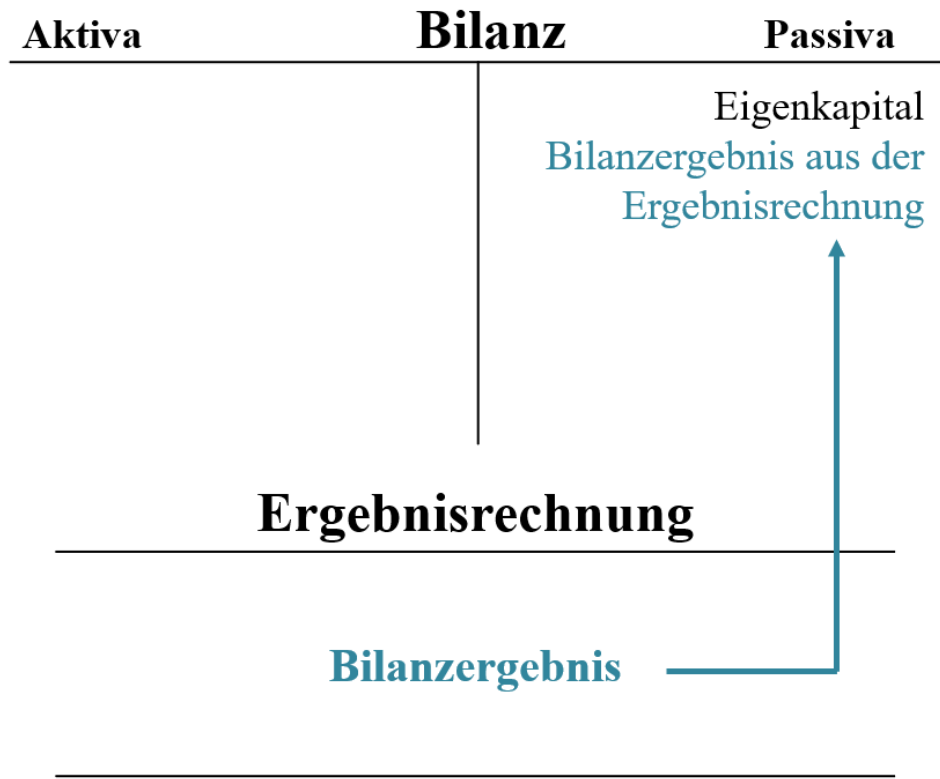 Aktiva Bilanz Passiva
Eigenkapital
Bilanzergebnis aus der
Ergebnisrechnung
Ergebnisrechnung
Bilanzergebnis